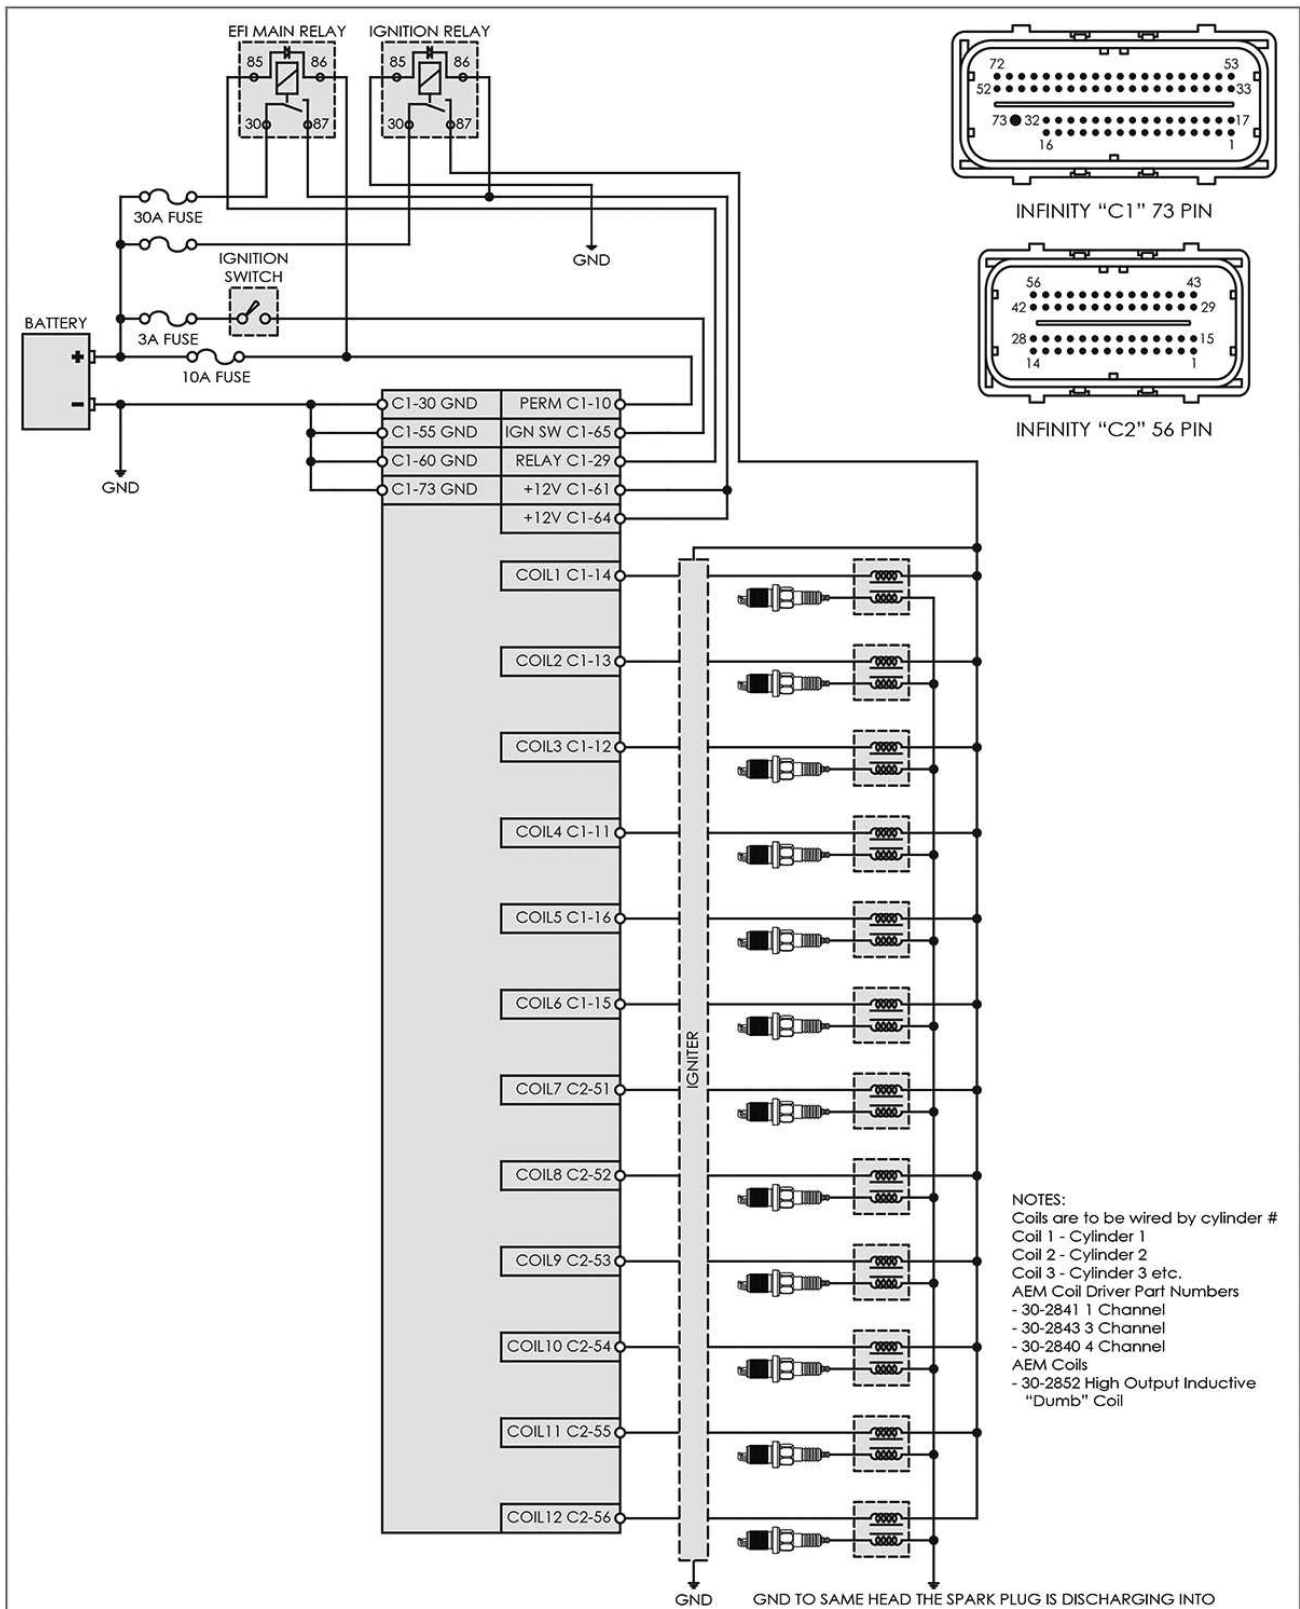 EFI MAIN RELAY
IGNITION RELAY
85
86
85
86
30
87
30
87
72
53
52
33
73
32
17
16
1
INFINITY “C1” 73 PIN
30A FUSE
GND
IGNITION
SWITCH
56
43
42
29
28
15
14
1
INFINITY “C2” 56 PIN
BATTERY
+
-
3A FUSE
10A FUSE
GND
C1-30 GND
PERM C1-10
C1-55 GND
IGN SW C1-65
C1-60 GND
RELAY C1-29
C1-73 GND
+12V C1-61
+12V C1-64
COIL1 C1-14
COIL2 C1-13
COIL3 C1-12
COIL4 C1-11
COIL5 C1-16
COIL6 C1-15
COIL7 C2-51
COIL8 C2-52
COIL9 C2-53
COIL10 C2-54
COIL11 C2-55
COIL12 C2-56
IGNITER
NOTES:
Coils are to be wired by cylinder #
Coil 1 - Cylinder 1
Coil 2 - Cylinder 2
Coil 3 - Cylinder 3 etc.
AEM Coil Driver Part Numbers
- 30-2841 1 Channel
- 30-2843 3 Channel
- 30-2840 4 Channel
AEM Coils
- 30-2852 High Output Inductive
“Dumb” Coil
GND
GND TO SAME HEAD THE SPARK PLUG IS DISCHARGING INTO